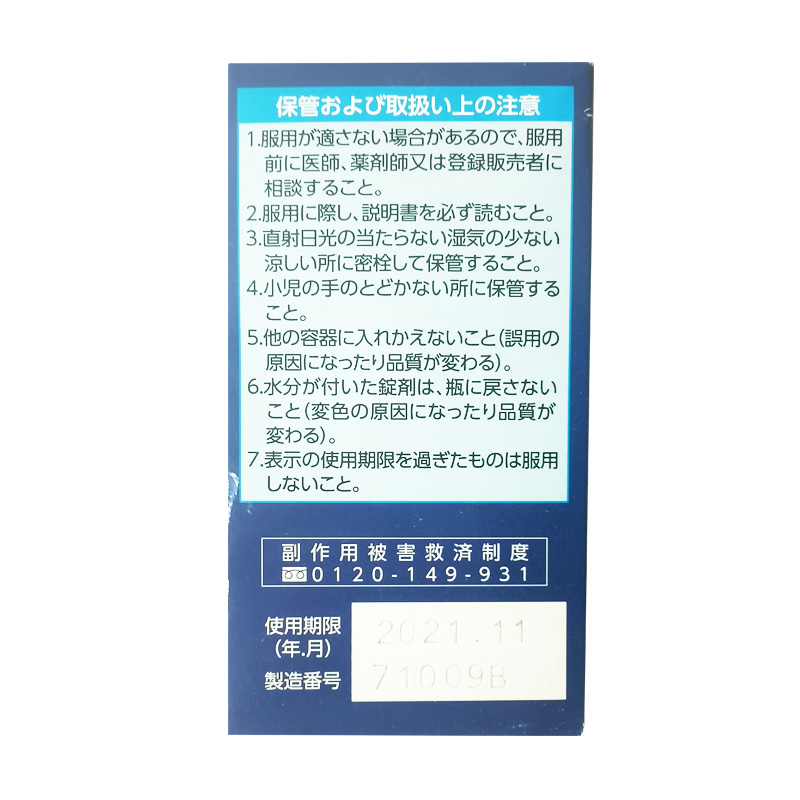 保管および取扱い上の注意
1.服用が適さない場合があるので、服用
前に医師、薬剤師又は登録販売者に
相談すること。
2.服用に際し、説明書を必ず読むこと。
3.直射日光の当たらない湿気の少ない
涼しい所に密栓して保管すること。
4.小児の手のとどかない所に保管する
こと。
5.他の容器に入れかえないこと(誤用の
原因になったり品質が変わる)。
6.水分が付いた錠剤は、瓶に戻さない
こと(変色の原因になったり品質が
変わる)。
7.表示の使用期限を過ぎたものは服用
しないこと。
副作用被害救済制度
0120-149-931
使用期限 2021.11
(年.月)
製造番号 71009B